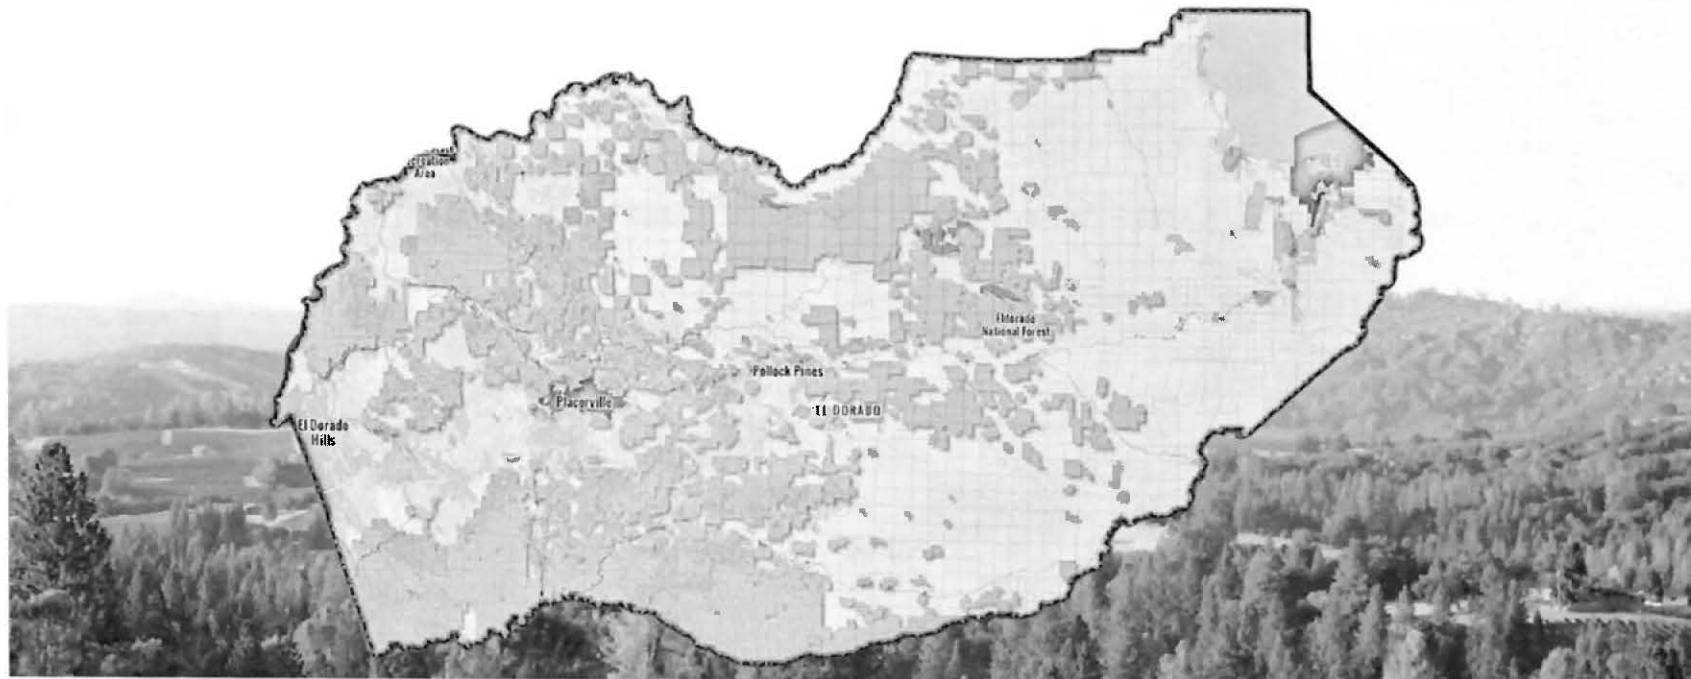 Area
Eldorado
National Forest
Pollock Pines
Placerville
EL DORADO
El Dorado
Hills